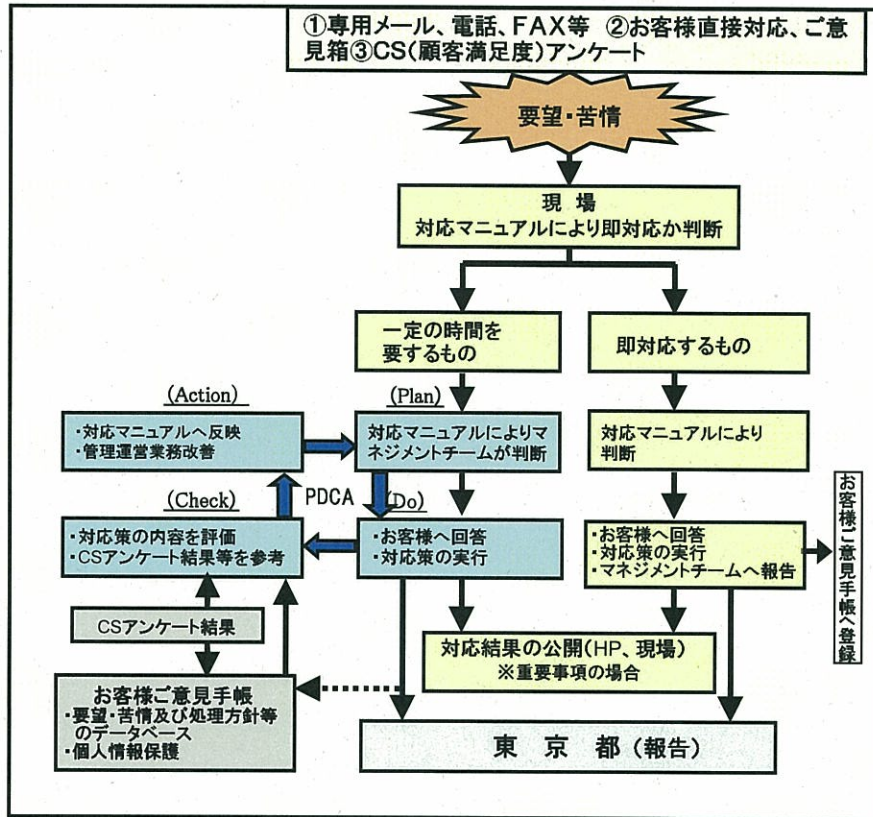 ①専用メール、電話、FAX等 ②お客様直接対応、ご意
見箱③CS(顧客満足度)アンケート
要望・苦情
現 場
対応マニュアルにより即対応か判断
一定の時間を
要するもの
即対応するもの
(Action)
・対応マニュアルへ反映
・管理運営業務改善
(Plan)
対応マニュアルによりマ
ネジメントチームが判断
対応マニュアルにより
判断
(Check)
・対応策の内容を評価
・CSアンケート結果等を参考
PDCA
(Do)
・お客様へ回答
・対応策の実行
・お客様へ回答
・対応策の実行
・マネジメントチームへ報告
お客様ご意見手帳へ登録
CSアンケート結果
対応結果の公開(HP、現場)
※重要事項の場合
お客様ご意見手帳
・要望・苦情及び処理方針等
のデータベース
・個人情報保護
東 京 都 (報告)